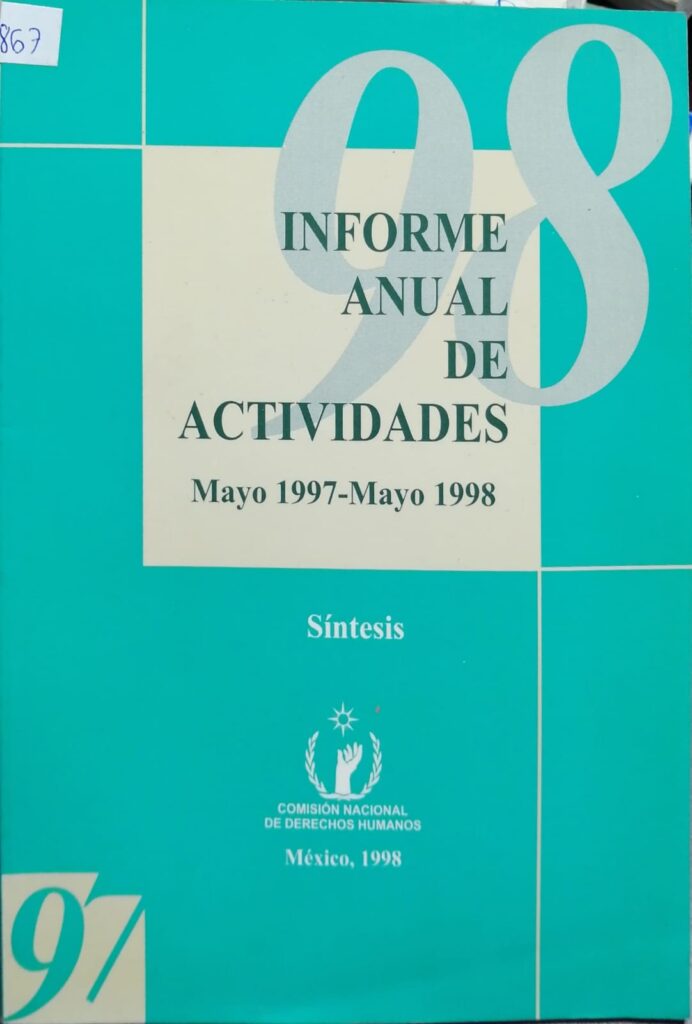 867
98
INFORME
ANUAL
DE
ACTIVIDADES
Mayo 1997-Mayo 1998
Síntesis
COMISIÓN NACIONAL
DE DERECHOS HUMANOS
México, 1998
97